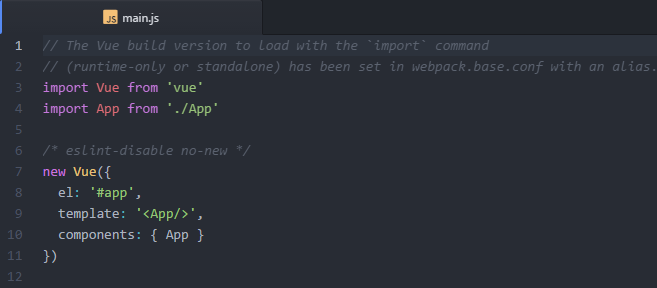 JS main.js
1 // The Vue build version to load with the `import` command
2 // (runtime-only or standalone) has been set in webpack.base.conf with an alias.
3 import Vue from 'vue'
4 import App from './App'
5
6 /* eslint-disable no-new */
7 new Vue({
8   el: '#app',
9   template: '<App/>',
10   components: { App }
11 })
12